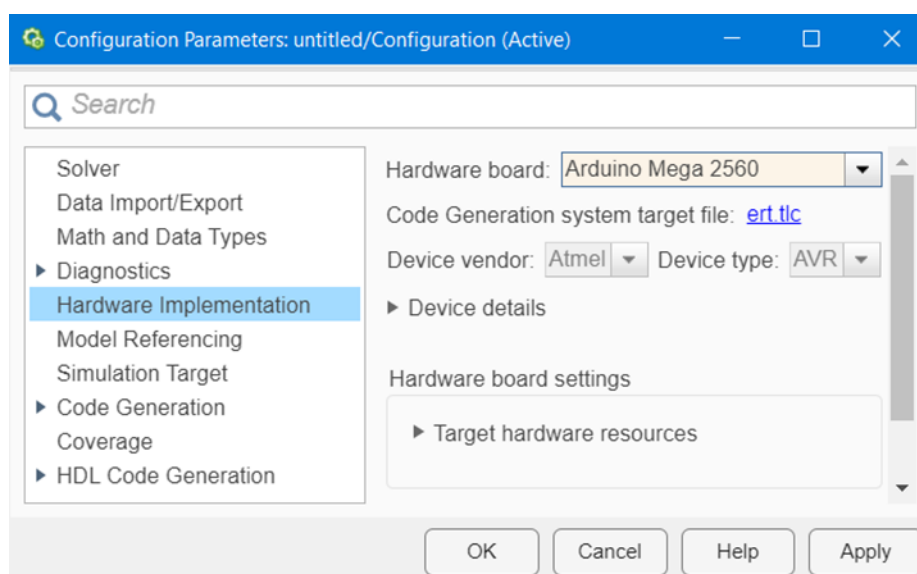 Configuration Parameters: untitled/Configuration (Active)
Search
Solver
Data Import/Export
Math and Data Types
Diagnostics
Hardware Implementation
Model Referencing
Simulation Target
Code Generation
Coverage
HDL Code Generation
Hardware board: Arduino Mega 2560
Code Generation system target file: ert.tlc
Device vendor: Atmel Device type: AVR
Device details
Hardware board settings
Target hardware resources
OK Cancel Help Apply